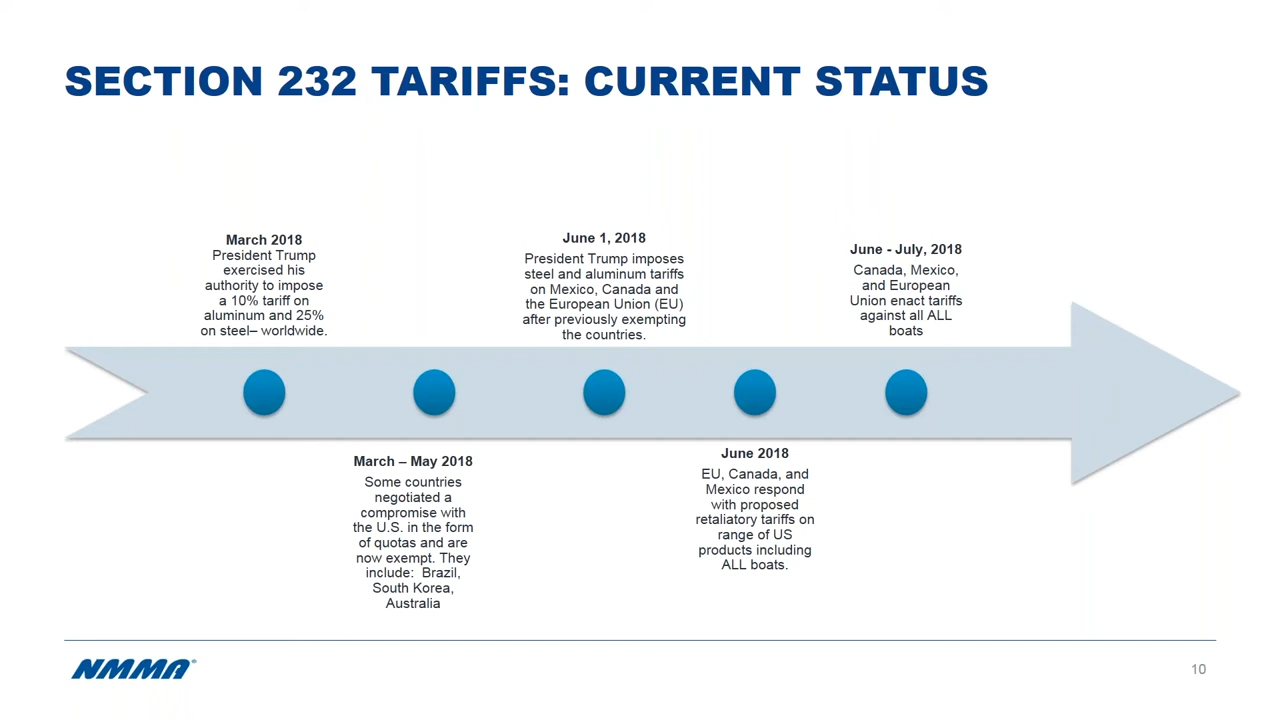 SECTION 232 TARIFFS: CURRENT STATUS
March 2018
President Trump
exercised his
authority to impose
a 10% tariff on
aluminum and 25%
on steel– worldwide.
March – May 2018
Some countries
negotiated a
compromise with
the U.S. in the form
of quotas and are
now exempt. They
include:  Brazil,
South Korea,
Australia
June 1, 2018
President Trump imposes
steel and aluminum tariffs
on Mexico, Canada and
the European Union (EU)
after previously exempting
the countries.
June 2018
EU, Canada, and
Mexico respond
with proposed
retaliatory tariffs on
range of US
products including
ALL boats.
June - July, 2018
Canada, Mexico,
and European
Union enact tariffs
against all ALL
boats
NMMA®
10